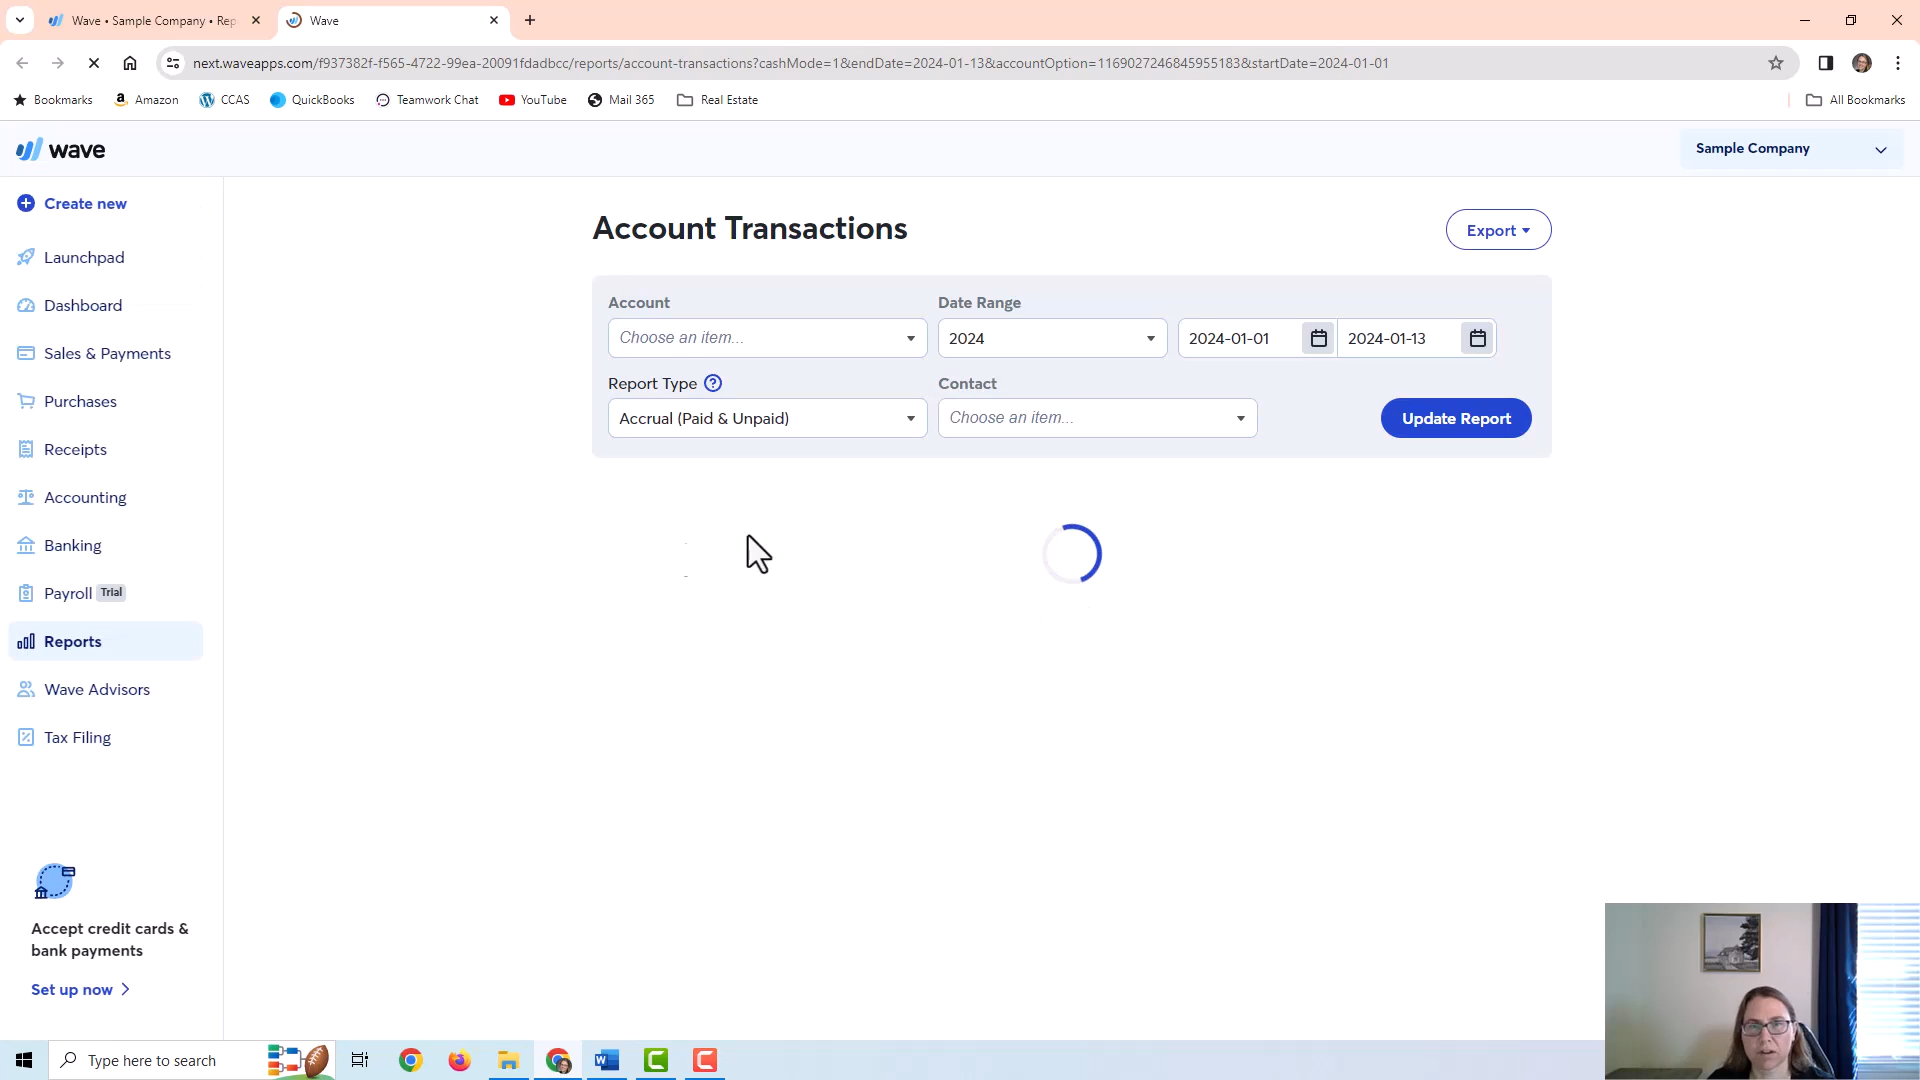 Wave • Sample Company • Rep
Wave
next.waveapps.com/f937382f-f565-4722-99ea-20091fdadbcc/reports/account-transactions?cashMode=1&endDate=2024-01-13&accountOption=1169027246845955183&startDate=2024-01-01
Bookmarks
Amazon
CCAS
QuickBooks
Teamwork Chat
YouTube
Mail 365
Real Estate
All Bookmarks
wave
Sample Company
Create new
Launchpad
Dashboard
Sales & Payments
Purchases
Receipts
Accounting
Banking
Payroll Trial
Reports
Wave Advisors
Tax Filing
Accept credit cards &
bank payments
Set up now
Account Transactions
Export
Account
Date Range
Choose an item...
2024
2024-01-01
2024-01-13
Report Type ?
Contact
Accrual (Paid & Unpaid)
Choose an item...
Update Report
Type here to search